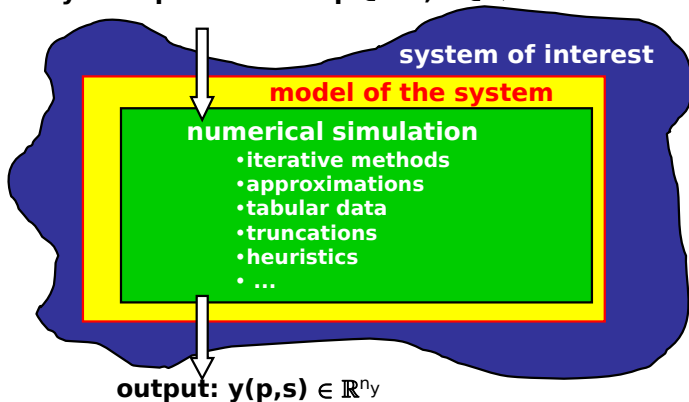 system of interest
model of the system
numerical simulation
•iterative methods
•approximations
•tabular data
•truncations
•heuristics
• ...
output: y(p,s) ∈ ℝⁿy